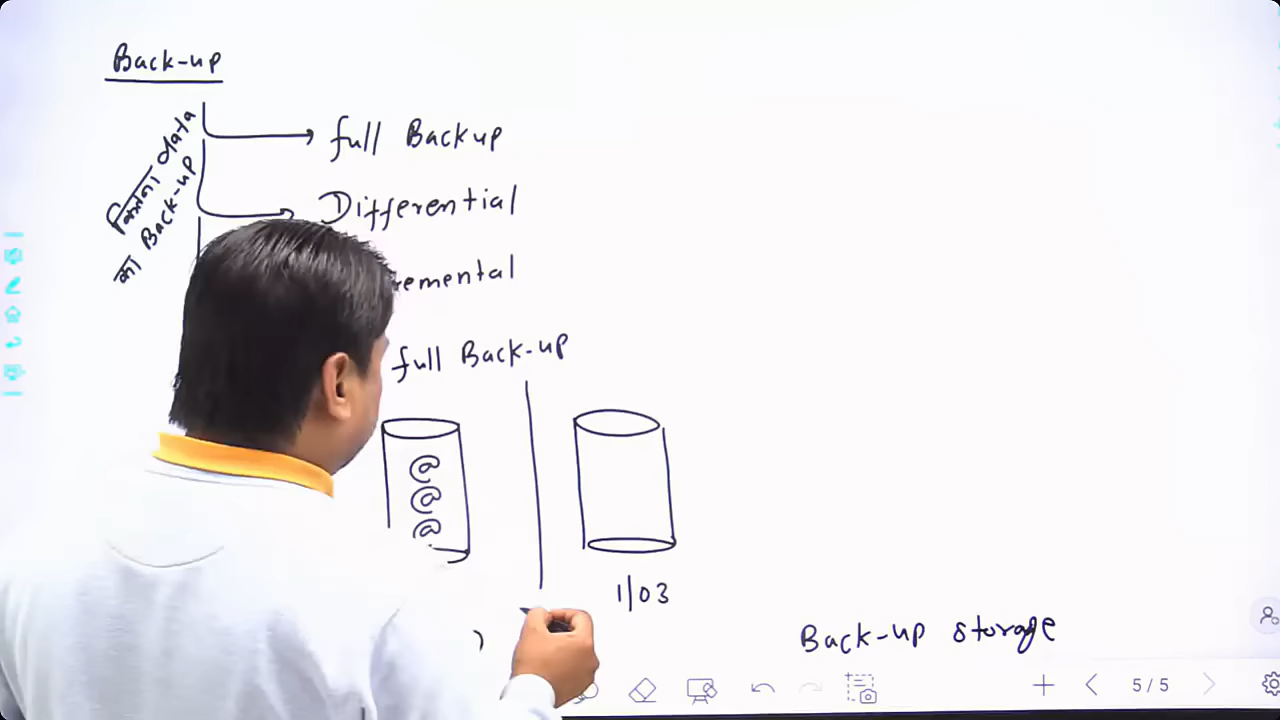 Back-up
full Backup
कितना data
का Back-up
Differential
remental
full Back-up
@
@
@
1/03
)
Back-up storage
5/5